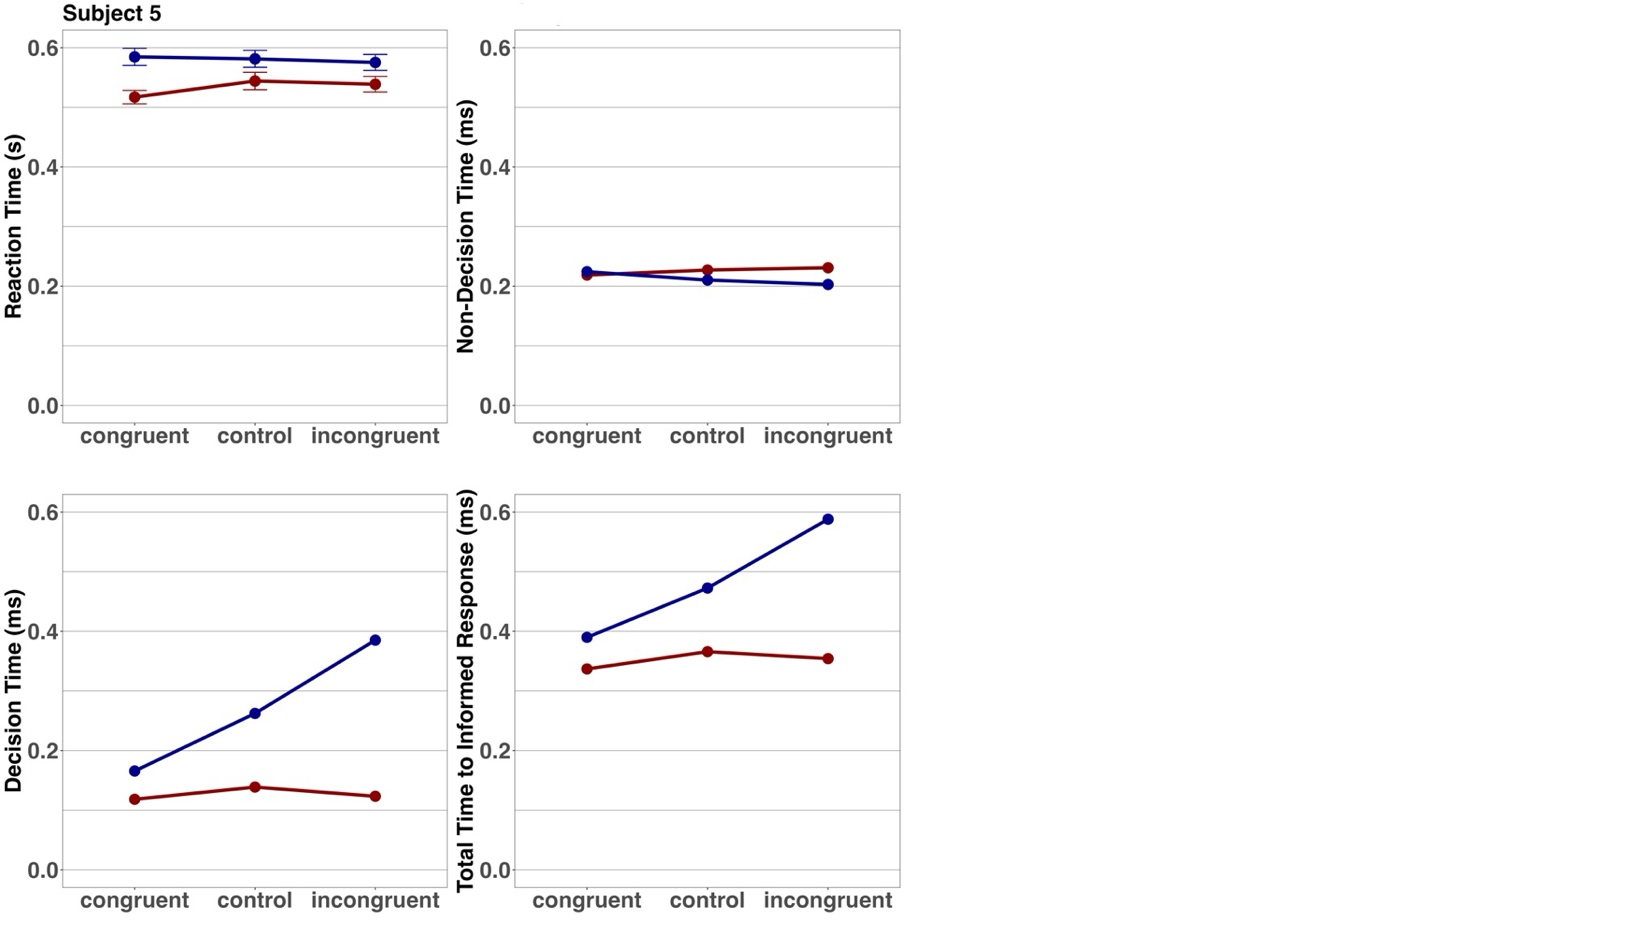 Subject 5
Reaction Time (s)
0.6
0.4
0.2
0.0
congruent control incongruent
Non-Decision Time (ms)
0.6
0.4
0.2
0.0
congruent control incongruent
Decision Time (ms)
0.6
0.4
0.2
0.0
congruent control incongruent
Total Time to Informed Response (ms)
0.6
0.4
0.2
0.0
congruent control incongruent